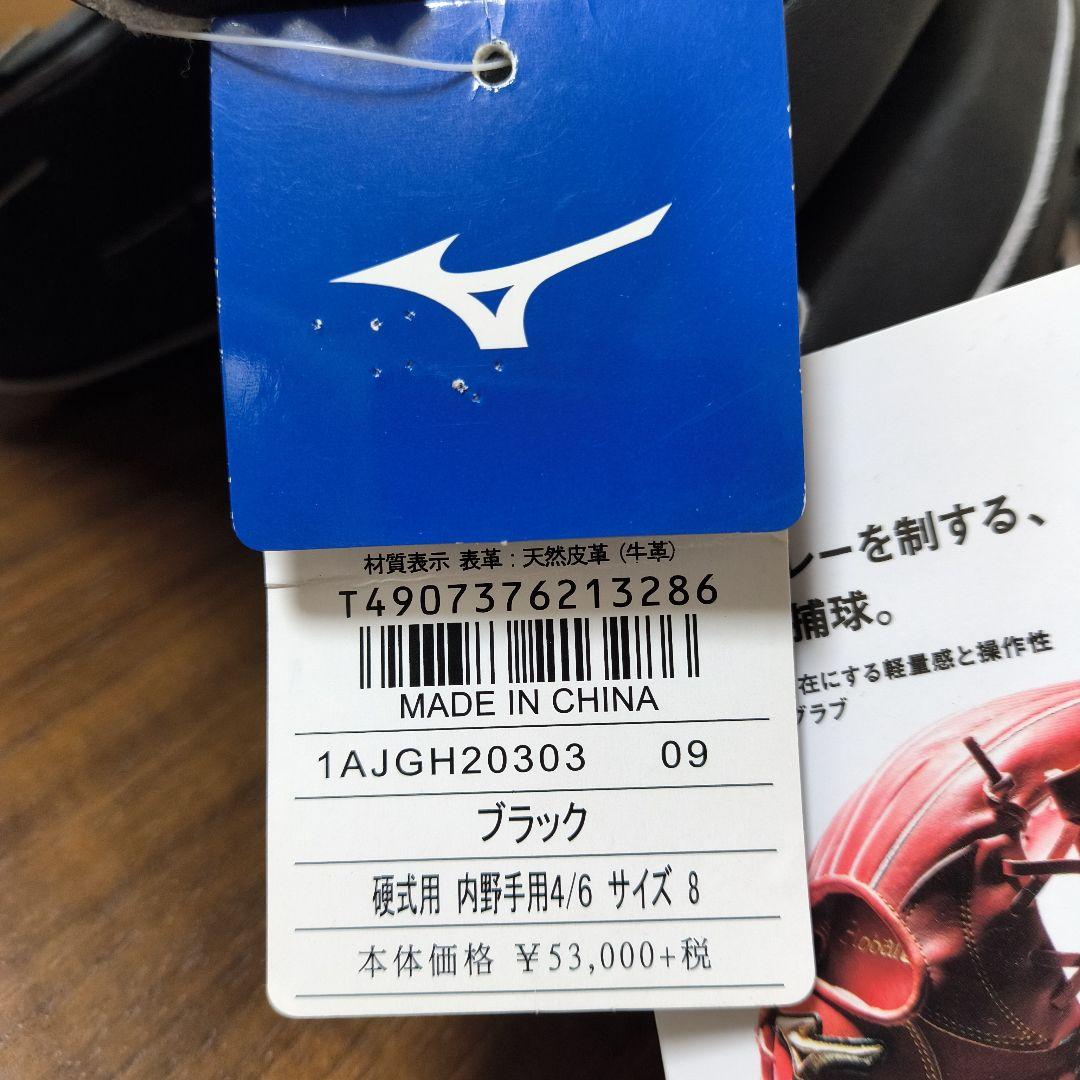 材質表示 表革：天然皮革（牛革）
T4907376213286
MADE IN CHINA
1AJGH20303 09
ブラック
硬式用 内野手用4/6 サイズ 8
本体価格 ￥53,000+税
レーを制する、
捕球。
在にする軽量感と操作性
グラブ